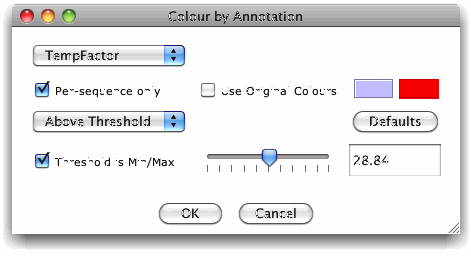 Colour by Annotation
TempFactor
Per-sequence only Use Original Colours
Above Threshold Defaults
Threshold is Min/Max 28.84
OK Cancel